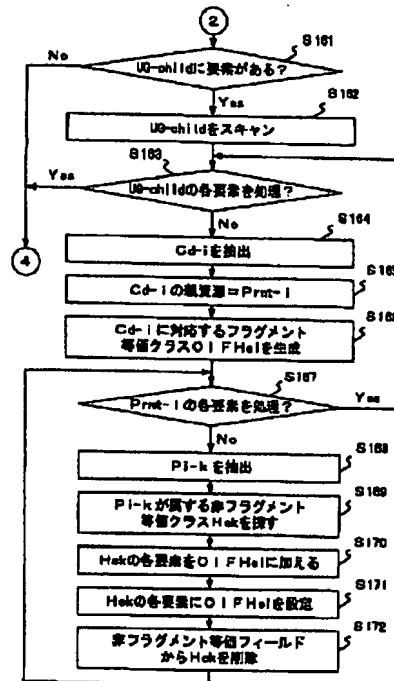 2
S161
No
UG-childに要素がある?
Yes
S162
UG-childをスキャン
S163
Yes
UG-childの各要素を処理?
No
S164
4
Cd-iを抽出
S165
Cd-iの親資源=Prnt-i
S166
Cd-iに対応するフラグメント
等価クラスOIFHeiを生成
S167
Prnt-iの各要素を処理?
Yes
No
S168
Pi-kを抽出
S169
Pi-kが属する非フラグメント
等価クラスHekを探す
S170
Hekの各要素をOIFHeiに加える
S171
Hekの各要素にOIFHeiを設定
S172
非フラグメント等価フィールド
からHekを削除